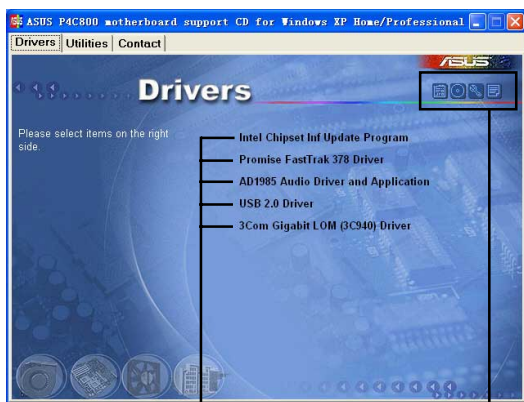 ASUS P4C800 motherboard support CD for Windows XP Home/Professional
Drivers Utilities Contact
ASUS
Drivers
Please select items on the right
side.
Intel Chipset Inf Update Program
Promise FastTrak 378 Driver
AD1985 Audio Driver and Application
USB 2.0 Driver
3Com Gigabit LOM (3C940) Driver